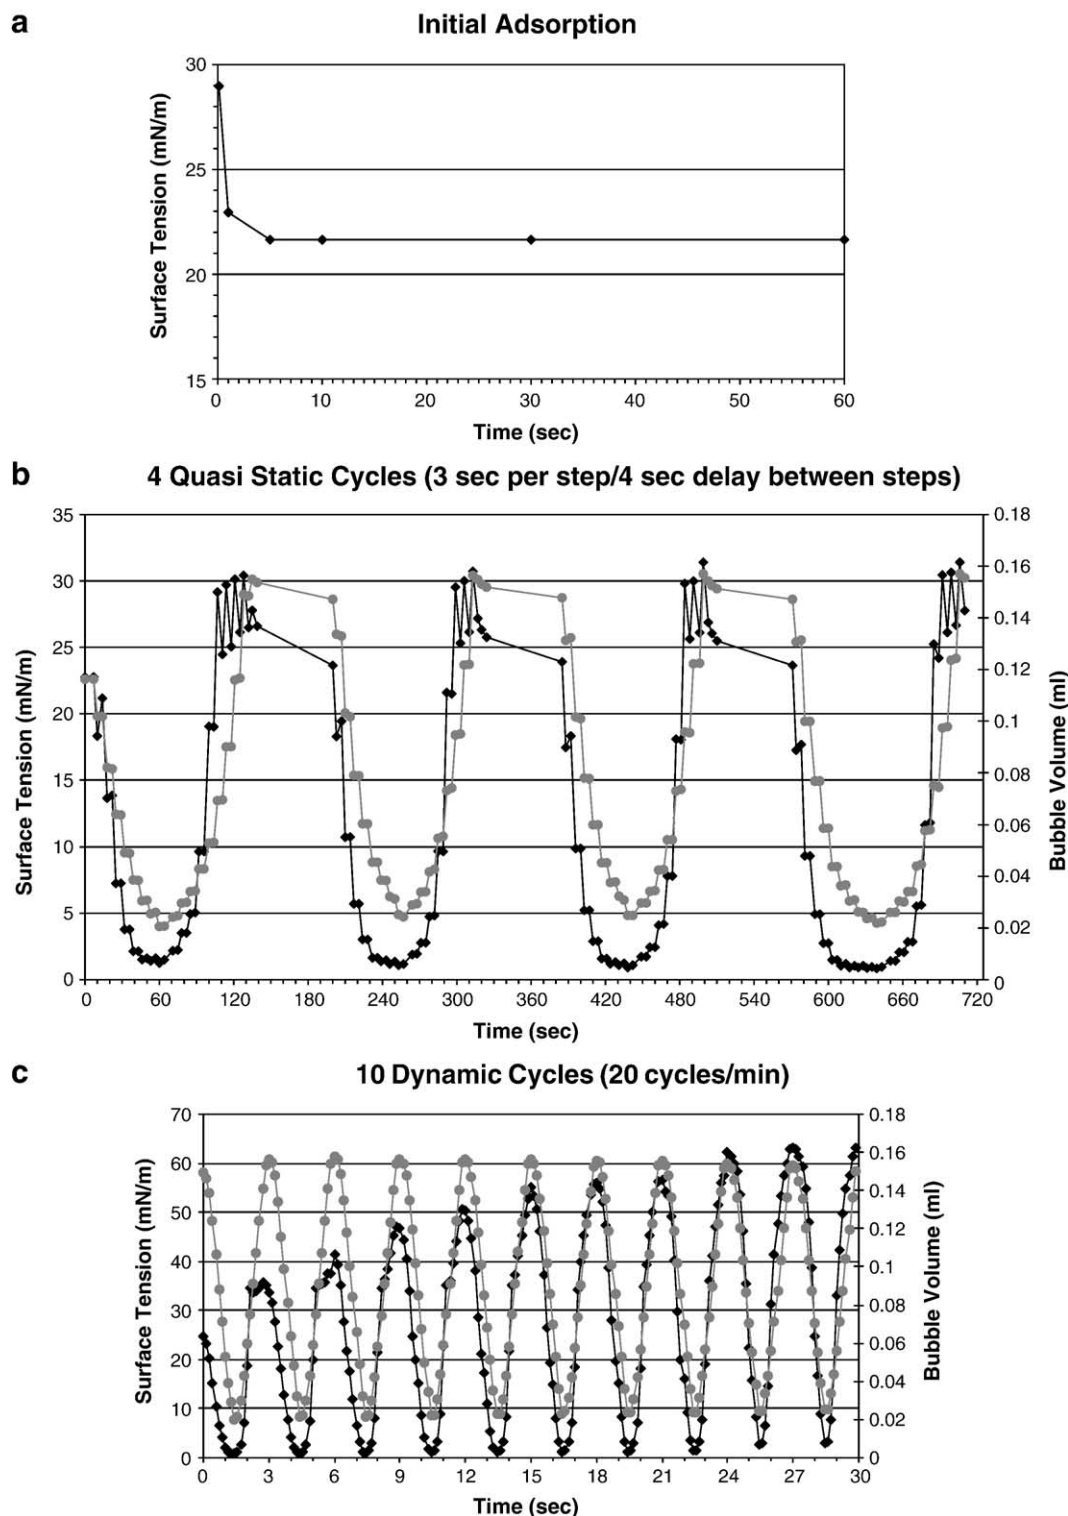 a
Initial Adsorption
30
25
20
15
Surface Tension (mN/m)
0 10 20 30 40 50 60
Time (sec)
b
4 Quasi Static Cycles (3 sec per step/4 sec delay between steps)
35
30
25
20
15
10
5
0
Surface Tension (mN/m)
0.18
0.16
0.14
0.12
0.1
0.08
0.06
0.04
0.02
0
Bubble Volume (ml)
0 60 120 180 240 300 360 420 480 540 600 660 720
Time (sec)
c
10 Dynamic Cycles (20 cycles/min)
70
60
50
40
30
20
10
0
Surface Tension (mN/m)
0.18
0.16
0.14
0.12
0.1
0.08
0.06
0.04
0.02
0
Bubble Volume (ml)
0 3 6 9 12 15 18 21 24 27 30
Time (sec)